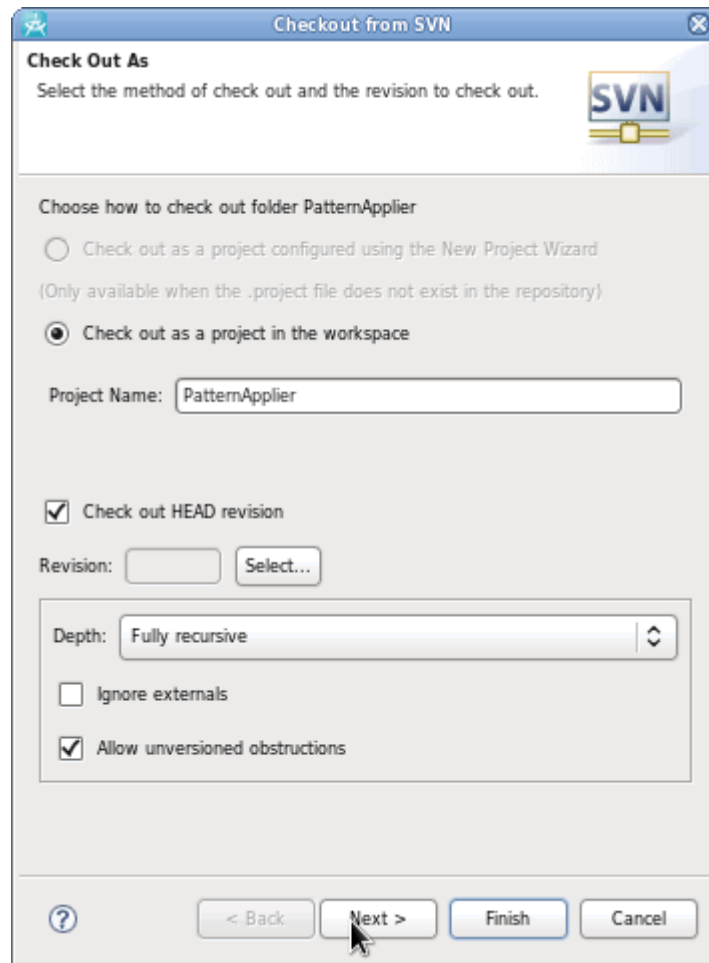 Checkout from SVN
Check Out As
Select the method of check out and the revision to check out.
SVN
Choose how to check out folder PatternApplier
Check out as a project configured using the New Project Wizard
(Only available when the .project file does not exist in the repository)
Check out as a project in the workspace
Project Name: PatternApplier
Check out HEAD revision
Revision: Select...
Depth: Fully recursive
Ignore externals
Allow unversioned obstructions
? < Back Next > Finish Cancel